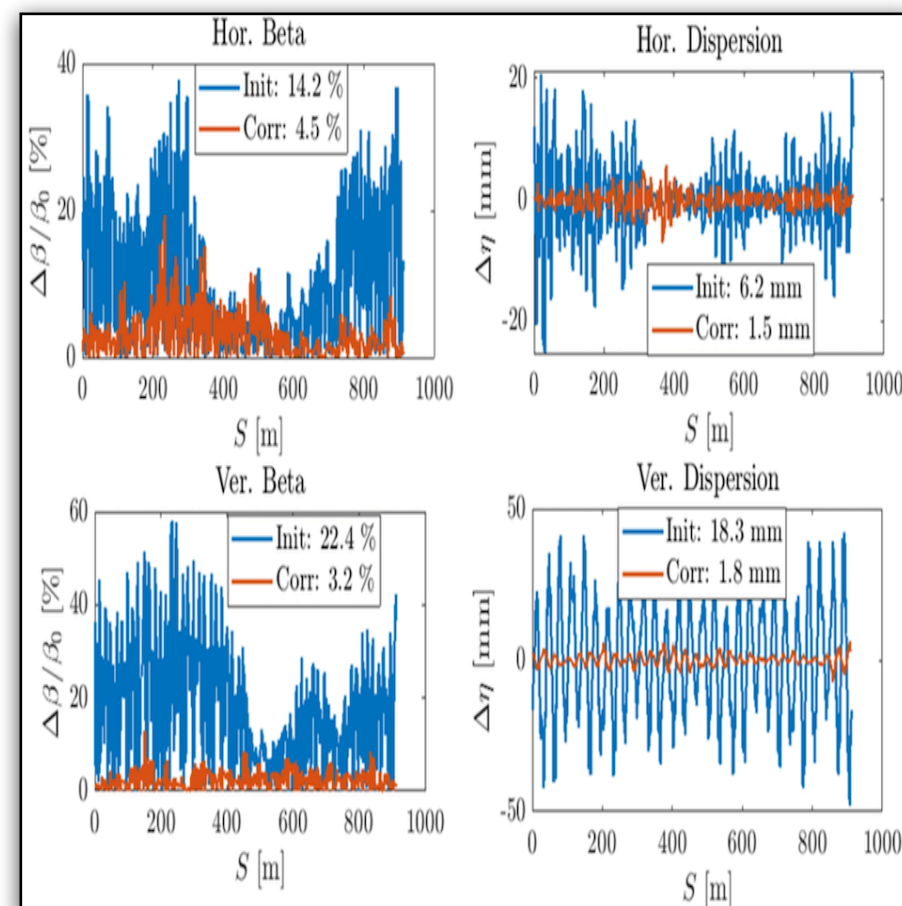 Hor. Beta
40
20
0
Δβ/β₀ [%]
Init: 14.2 %
Corr: 4.5 %
0 200 400 600 800 1000
S [m]
Hor. Dispersion
20
0
-20
Δη [mm]
Init: 6.2 mm
Corr: 1.5 mm
0 200 400 600 800 1000
S [m]
Ver. Beta
60
40
20
0
Δβ/β₀ [%]
Init: 22.4 %
Corr: 3.2 %
0 200 400 600 800 1000
S [m]
Ver. Dispersion
50
0
-50
Δη [mm]
Init: 18.3 mm
Corr: 1.8 mm
0 200 400 600 800 1000
S [m]